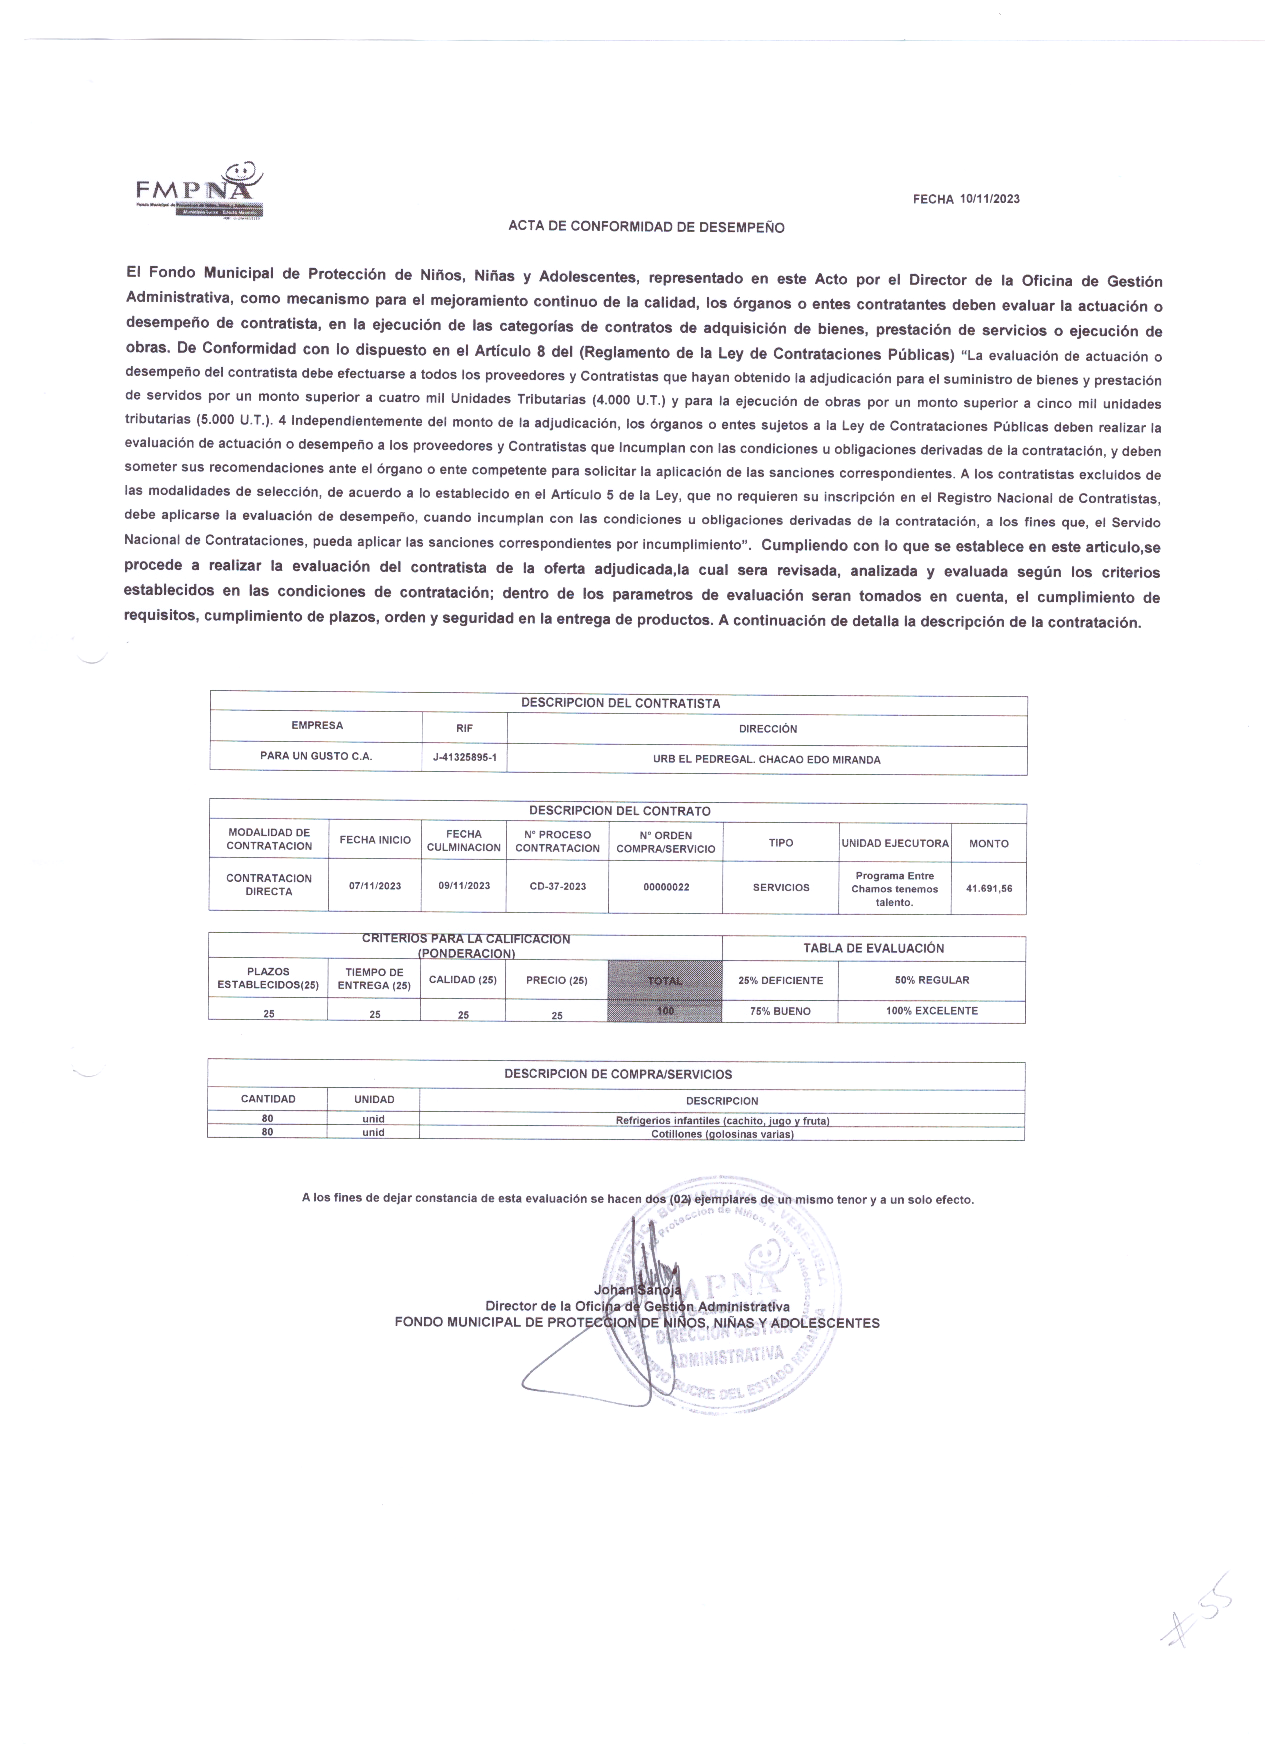 FMPNA
FECHA 10/11/2023
ACTA DE CONFORMIDAD DE DESEMPEÑO
El Fondo Municipal de Protección de Niños, Niñas y Adolescentes, representado en este Acto por el Director de la Oficina de Gestión
Administrativa, como mecanismo para el mejoramiento continuo de la calidad, los órganos o entes contratantes deben evaluar la actuación o
desempeño de contratista, en la ejecución de las categorías de contratos de adquisición de bienes, prestación de servicios o ejecución de
obras. De Conformidad con lo dispuesto en el Artículo 8 del (Reglamento de la Ley de Contrataciones Públicas) “La evaluación de actuación o
desempeño del contratista debe efectuarse a todos los proveedores y Contratistas que hayan obtenido la adjudicación para el suministro de bienes y prestación
de servidos por un monto superior a cuatro mil Unidades Tributarias (4.000 U.T.) y para la ejecución de obras por un monto superior a cinco mil unidades
tributarias (5.000 U.T.). 4 Independientemente del monto de la adjudicación, los órganos o entes sujetos a la Ley de Contrataciones Públicas deben realizar la
evaluación de actuación o desempeño a los proveedores y Contratistas que Incumplan con las condiciones u obligaciones derivadas de la contratación, y deben
someter sus recomendaciones ante el órgano o ente competente para solicitar la aplicación de las sanciones correspondientes. A los contratistas excluidos de
las modalidades de selección, de acuerdo a lo establecido en el Artículo 5 de la Ley, que no requieren su inscripción en el Registro Nacional de Contratistas,
debe aplicarse la evaluación de desempeño, cuando incumplan con las condiciones u obligaciones derivadas de la contratación, a los fines que, el Servido
Nacional de Contrataciones, pueda aplicar las sanciones correspondientes por incumplimiento”. Cumpliendo con lo que se establece en este articulo,se
procede a realizar la evaluación del contratista de la oferta adjudicada,la cual sera revisada, analizada y evaluada según los criterios
establecidos en las condiciones de contratación; dentro de los parametros de evaluación seran tomados en cuenta, el cumplimiento de
requisitos, cumplimiento de plazos, orden y seguridad en la entrega de productos. A continuación de detalla la descripción de la contratación.
DESCRIPCION DEL CONTRATISTA
EMPRESA RIF DIRECCIÓN
PARA UN GUSTO C.A. J-41325895-1 URB EL PEDREGAL. CHACAO EDO MIRANDA
DESCRIPCION DEL CONTRATO
MODALIDAD DE CONTRATACION FECHA INICIO FECHA CULMINACION N° PROCESO CONTRATACION N° ORDEN COMPRA/SERVICIO TIPO UNIDAD EJECUTORA MONTO
CONTRATACION DIRECTA 07/11/2023 09/11/2023 CD-37-2023 00000022 SERVICIOS Programa Entre Chamos tenemos talento. 41.691,56
CRITERIOS PARA LA CALIFICACION (PONDERACION) TABLA DE EVALUACIÓN
PLAZOS ESTABLECIDOS(25) TIEMPO DE ENTREGA (25) CALIDAD (25) PRECIO (25) TOTAL 25% DEFICIENTE 50% REGULAR
25 25 25 25 100 75% BUENO 100% EXCELENTE
DESCRIPCION DE COMPRA/SERVICIOS
CANTIDAD UNIDAD DESCRIPCION
80 unid Refrigerios infantiles (cachito, jugo y fruta)
80 unid Cotillones (golosinas varias)
A los fines de dejar constancia de esta evaluación se hacen dos (02) ejemplares de un mismo tenor y a un solo efecto.
Johan Sanoja
Director de la Oficina de Gestión Administrativa
FONDO MUNICIPAL DE PROTECCION DE NIÑOS, NIÑAS Y ADOLESCENTES
REPUBLICA BOLIVARIANA DE VENEZUELA
FMPNA
DIRECCION GESTION
ADMINISTRATIVA
MUNICIPIO SUCRE DEL ESTADO MIRANDA
#55